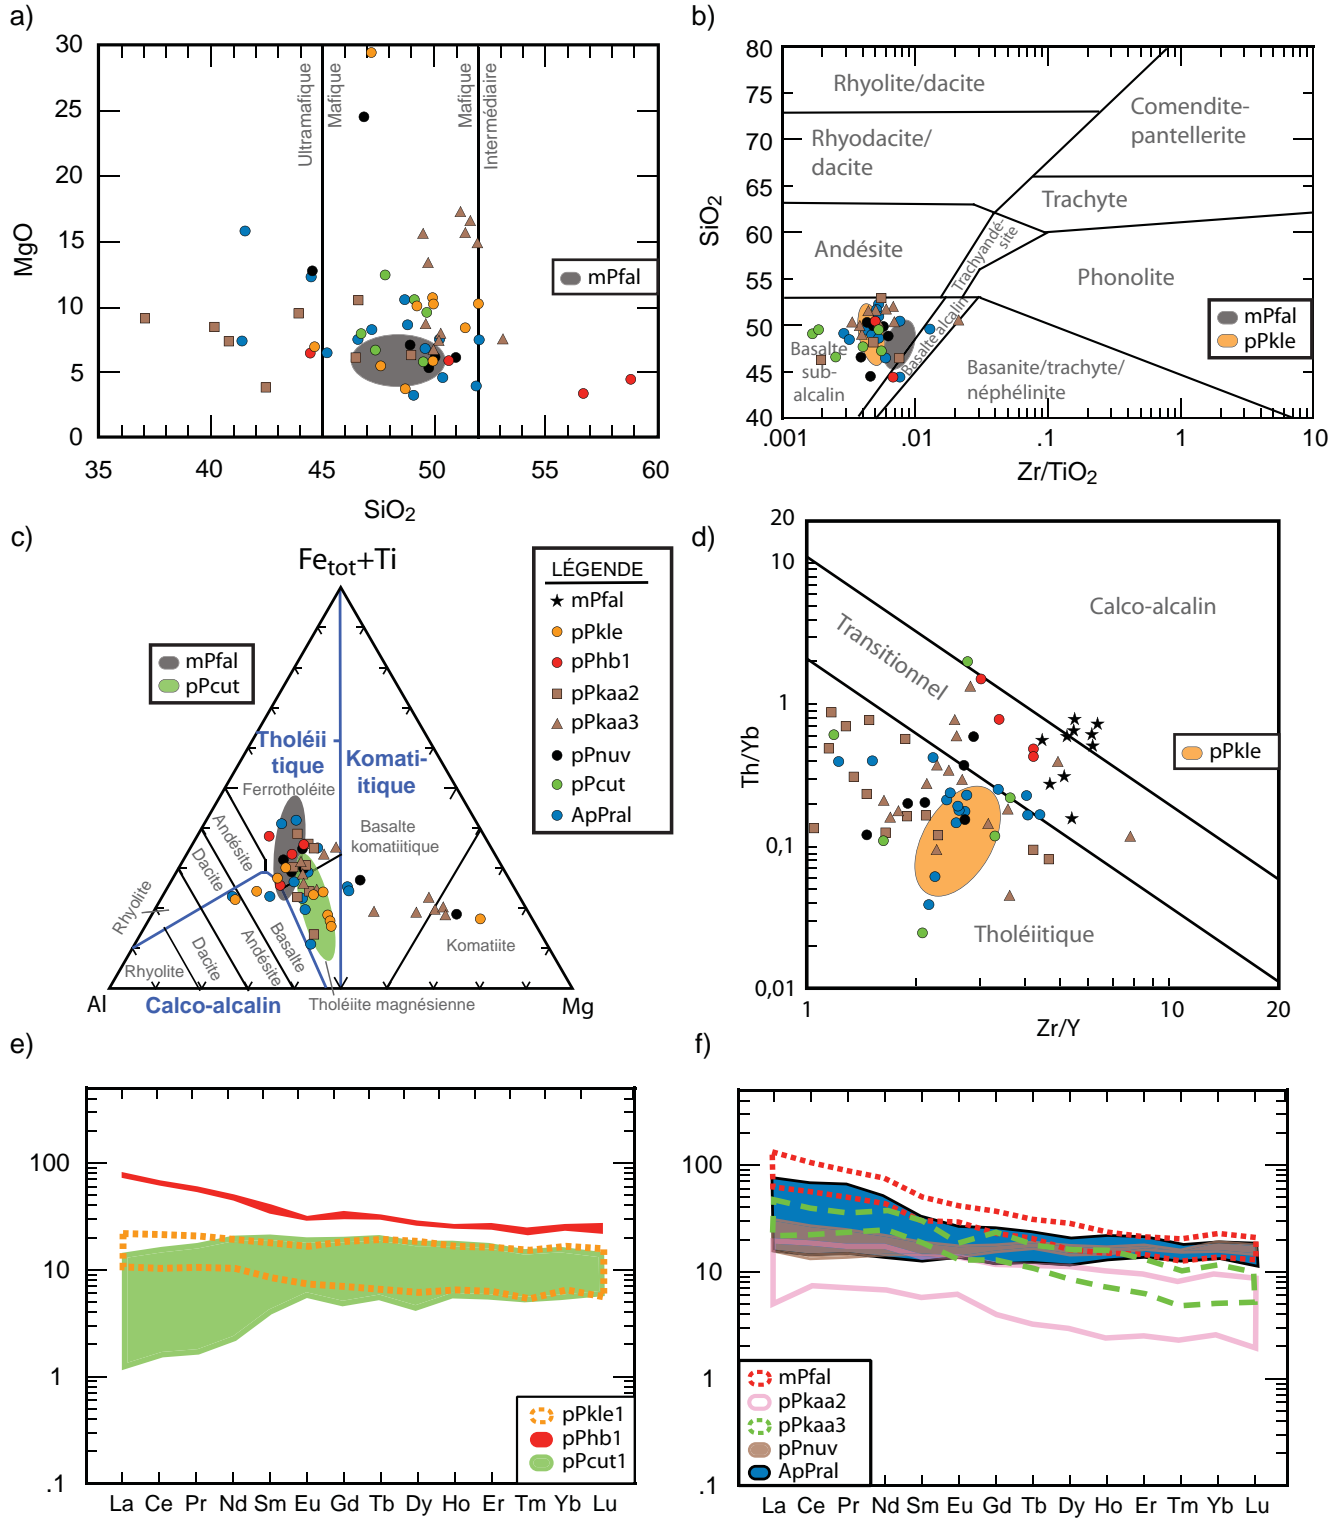 a)
30
25
20
15
10
5
0
MgO
Ultramafique
Mafique
Mafique
Intermédiaire
mPfal
35
40
45
50
55
60
SiO2
b)
80
75
70
65
60
55
50
45
40
SiO2
Rhyolite/dacite
Comendite-
pantellerite
Rhyodacite/
dacite
Trachyte
Andésite
Trachyandé-
site
Phonolite
mPfal
pPkle
Basalte
sub-
alcalin
Basalte alcalin
Basanite/trachyte/
néphélinite
.001
.01
.1
1
10
Zr/TiO2
c)
Fetot+Ti
mPfal
pPcut
Tholéii-
tique
Komati-
itique
Ferrotholéite
Andésite
Dacite
Rhyolite
Basalte
komatiitique
Rhyolite
Dacite
Andésite
Basalte
Komatiite
Al
Calco-alcalin
Tholéiite magnésienne
Mg
LÉGENDE
mPfal
pPkle
pPhb1
pPkaa2
pPkaa3
pPnuv
pPcut
ApPral
d)
20
10
1
0,1
0,01
Th/Yb
Calco-alcalin
Transitionnel
pPkle
Tholéiitique
1
10
20
Zr/Y
e)
100
10
1
.1
pPkle1
pPhb1
pPcut1
La Ce Pr Nd Sm Eu Gd Tb Dy Ho Er Tm Yb Lu
f)
100
10
1
.1
mPfal
pPkaa2
pPkaa3
pPnuv
ApPral
La Ce Pr Nd Sm Eu Gd Tb Dy Ho Er Tm Yb Lu